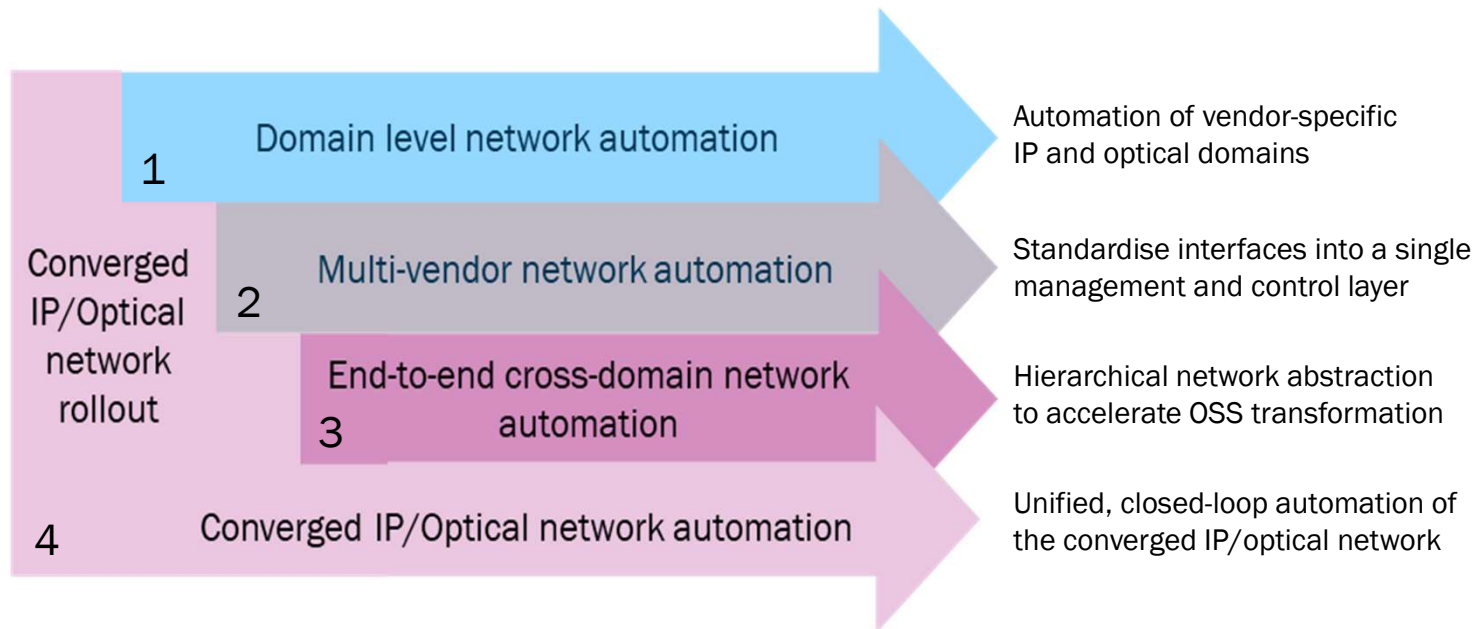 Domain level network automation
1
Automation of vendor-specific
IP and optical domains
Converged
IP/Optical
network
rollout
Multi-vendor network automation
2
Standardise interfaces into a single
management and control layer
End-to-end cross-domain network
automation
3
Hierarchical network abstraction
to accelerate OSS transformation
4
Converged IP/Optical network automation
Unified, closed-loop automation of
the converged IP/optical network